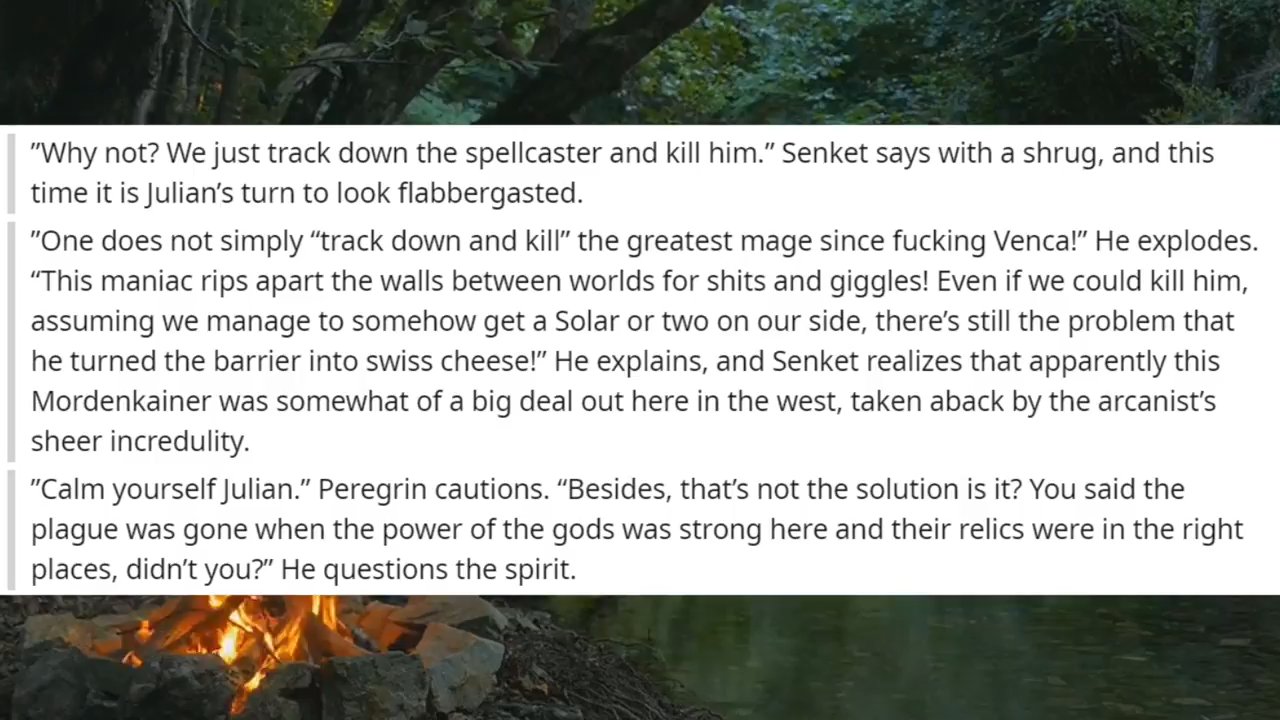 ”Why not? We just track down the spellcaster and kill him.” Senket says with a shrug, and this
time it is Julian’s turn to look flabbergasted.
”One does not simply “track down and kill” the greatest mage since fucking Venca!” He explodes.
“This maniac rips apart the walls between worlds for shits and giggles! Even if we could kill him,
assuming we manage to somehow get a Solar or two on our side, there’s still the problem that
he turned the barrier into swiss cheese!” He explains, and Senket realizes that apparently this
Mordenkainer was somewhat of a big deal out here in the west, taken aback by the arcanist’s
sheer incredulity.
”Calm yourself Julian.” Peregrin cautions. “Besides, that’s not the solution is it? You said the
plague was gone when the power of the gods was strong here and their relics were in the right
places, didn’t you?” He questions the spirit.